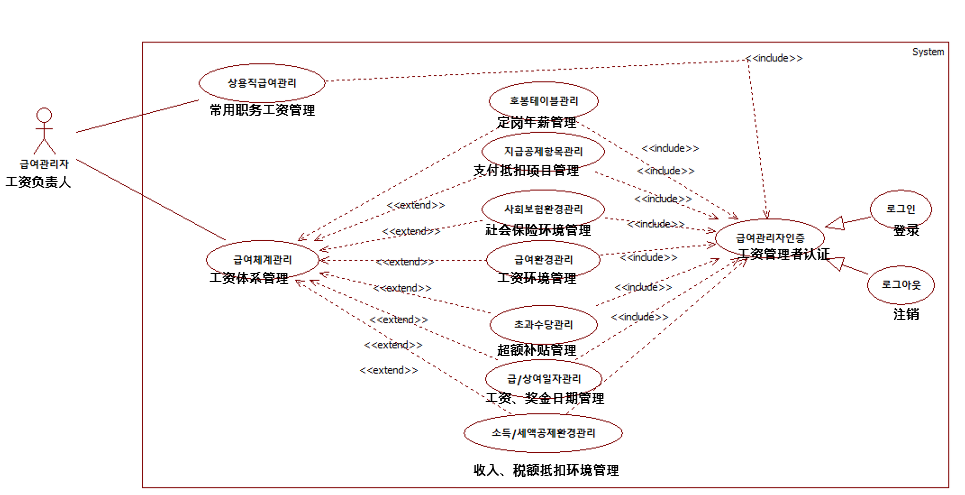 System
<<include>>
상용직급여관리
常用职务工资管理
호봉테이블관리
定岗年薪管理
급여관리자
工资负责人
지급공제항목관리
支付抵扣项目管理
<<include>>
<<include>>
<<extend>>
<<include>>
사회보험환경관리
社会保险环境管理
<<extend>>
<<include>>
로그인
登录
급여체계관리
工资体系管理
급여환경관리
工资环境管理
<<extend>>
<<include>>
급여관리자인증
工资管理者认证
<<extend>>
<<include>>
로그아웃
注销
초과수당관리
超额补贴管理
<<extend>>
<<include>>
<<extend>>
급/상여일자관리
工资、奖金日期管理
<<extend>>
소득/세액공제환경관리
收入、税额抵扣环境管理